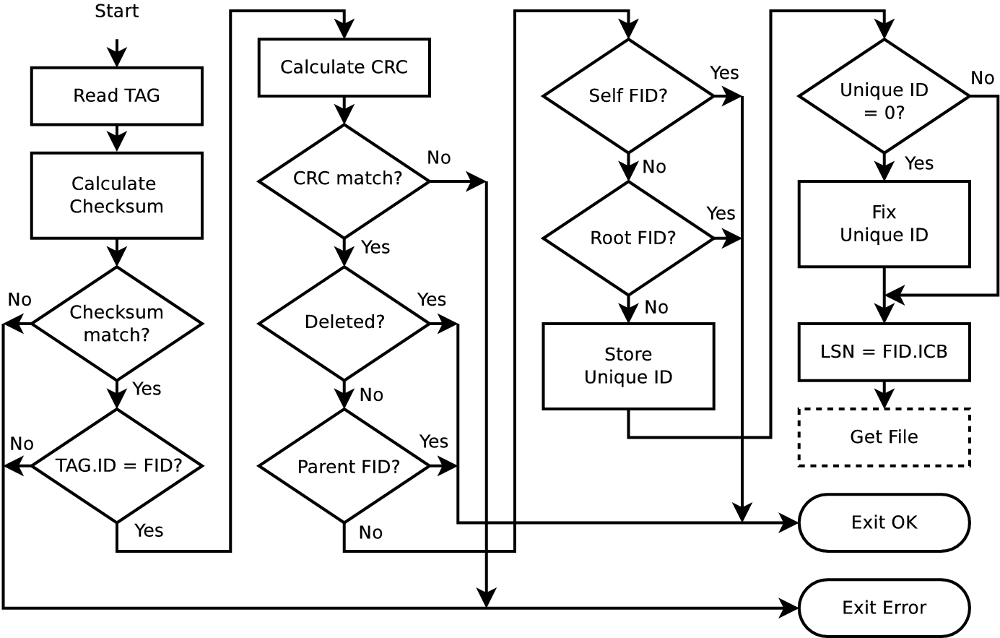 Start
Read TAG
Calculate
Checksum
No
Checksum
match?
Yes
No
TAG.ID = FID?
Yes
Calculate CRC
No
CRC match?
Yes
Yes
Deleted?
No
Yes
Parent FID?
No
Yes
Self FID?
No
Yes
Root FID?
No
Store
Unique ID
No
Unique ID
= 0?
Yes
Fix
Unique ID
LSN = FID.ICB
Get File
Exit OK
Exit Error